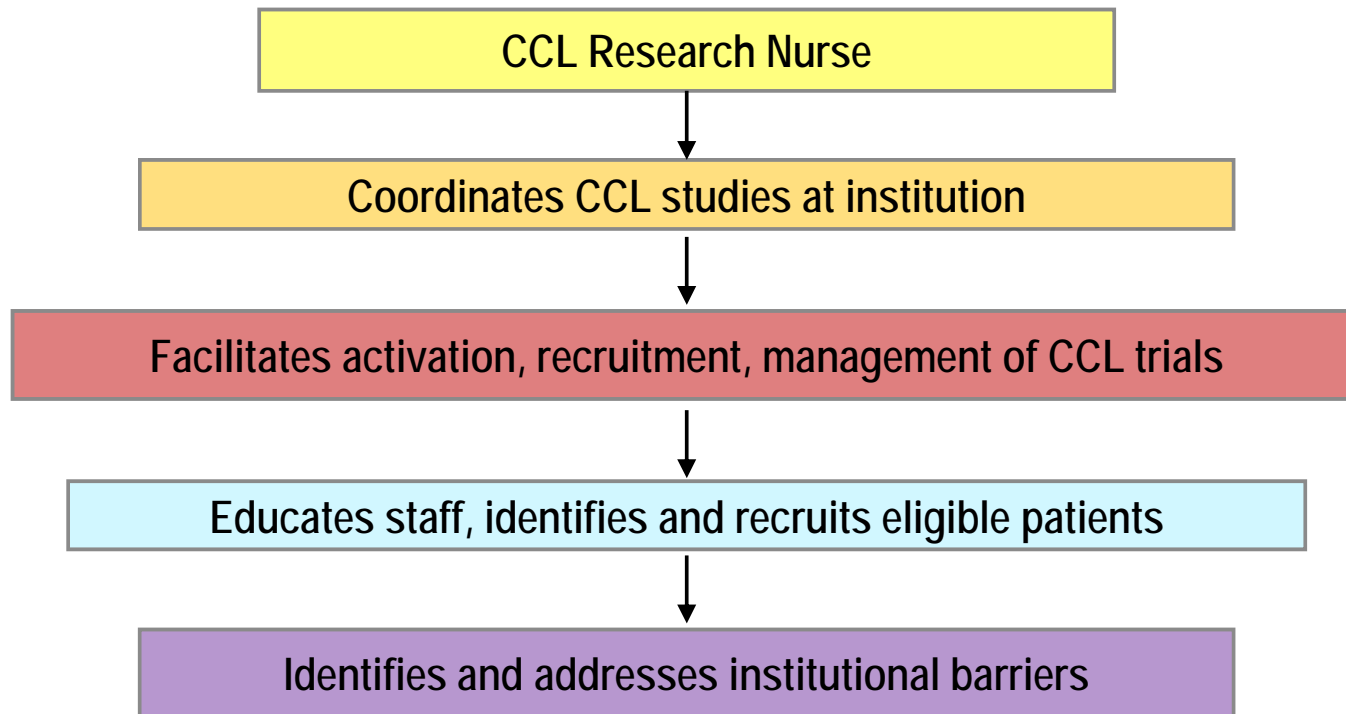 CCL Research Nurse
Coordinates CCL studies at institution
Facilitates activation, recruitment, management of CCL trials
Educates staff, identifies and recruits eligible patients
Identifies and addresses institutional barriers